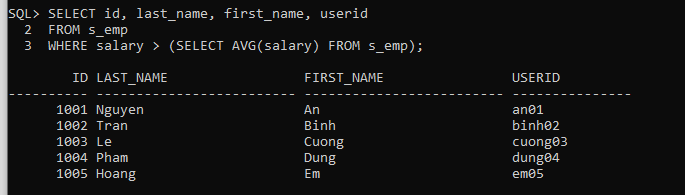 SQL> SELECT id, last_name, first_name, userid
  2  FROM s_emp
  3  WHERE salary > (SELECT AVG(salary) FROM s_emp);
        ID LAST_NAME                 FIRST_NAME                USERID
---------- ------------------------- ------------------------- ---------------
      1001 Nguyen                    An                        an01
      1002 Tran                      Binh                      binh02
      1003 Le                        Cuong                     cuong03
      1004 Pham                      Dung                      dung04
      1005 Hoang                     Em                        em05